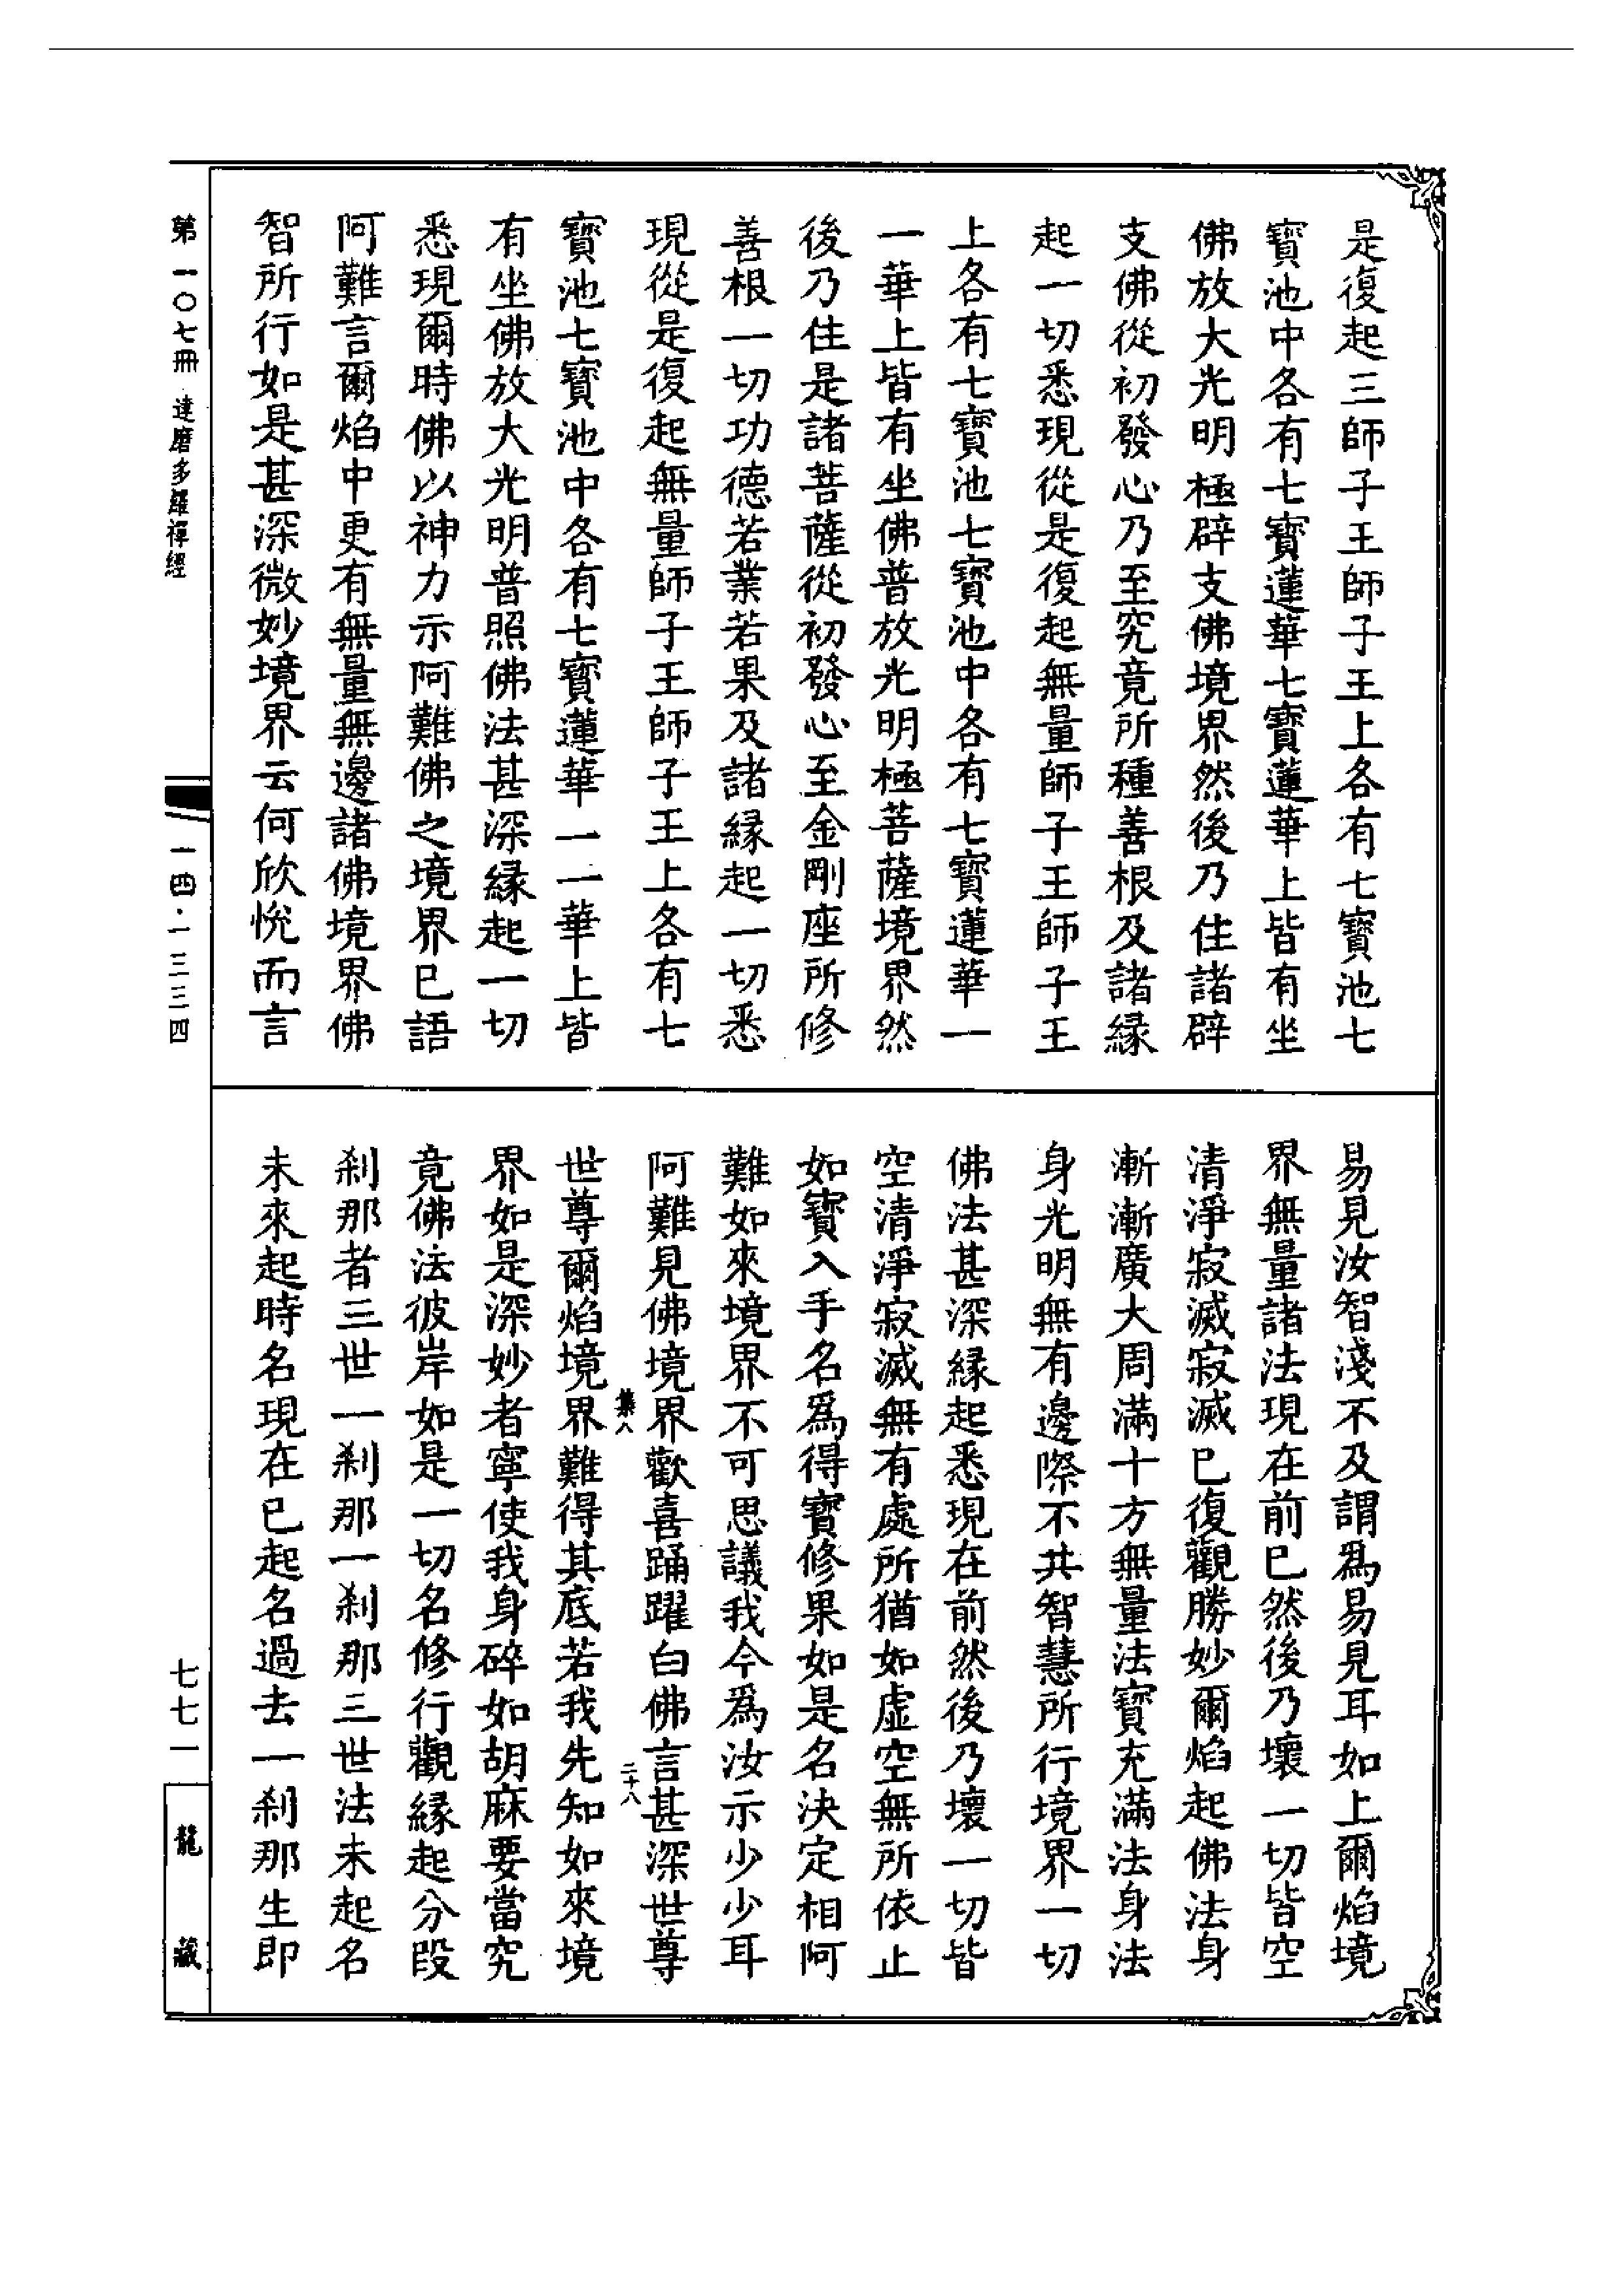 是復起三師子王師子王上各有七寶池七
寶池中各有七寶蓮華七寶蓮華上皆有坐
佛放大光明極辟支佛境界然後乃住諸辟
支佛從初發心乃至究竟所種善根及諸緣
起一切悉現從是復起無量師子王師子王
上各有七寶池七寶池中各有七寶蓮華一
一華上皆有坐佛普放光明極菩薩境界然
後乃住是諸菩薩從初發心至金剛座所修
善根一切功德若業若果及諸緣起一切悉
現從是復起無量師子王師子王上各有七
寶池七寶池中各有七寶蓮華一一華上皆
有坐佛放大光明普照佛法甚深緣起一切
悉現爾時佛以神力示阿難佛之境界已語
阿難言爾焰中更有無量無邊諸佛境界佛
智所行如是甚深微妙境界云何欣悅而言
易見汝智淺不及謂為易見耳如上爾焰境
界無量諸法現在前已然後乃壞一切皆空
清淨寂滅寂滅已復觀勝妙爾焰起佛法身
漸漸廣大周滿十方無量法寶充滿法身法
身光明無有邊際不共智慧所行境界一切
佛法甚深緣起悉現在前然後乃壞一切皆
空清淨寂滅無有處所猶如虛空無所依止
如寶入手名為得寶修果如是名決定相阿
難如來境界不可思議我今為汝示少少耳
阿難見佛境界歡喜踊躍白佛言甚深世尊
集八
二十八
世尊爾焰境界難得其底若我先知如來境
界如是深妙者寧使我身碎如胡麻要當究
竟佛法彼岸如是一切名修行觀緣起分段
剎那者三世一剎那一剎那三世法未起名
未來起時名現在已起名過去一剎那生即
第一〇七冊 達磨多羅禪經
一四·一三三四
七七一
龍藏